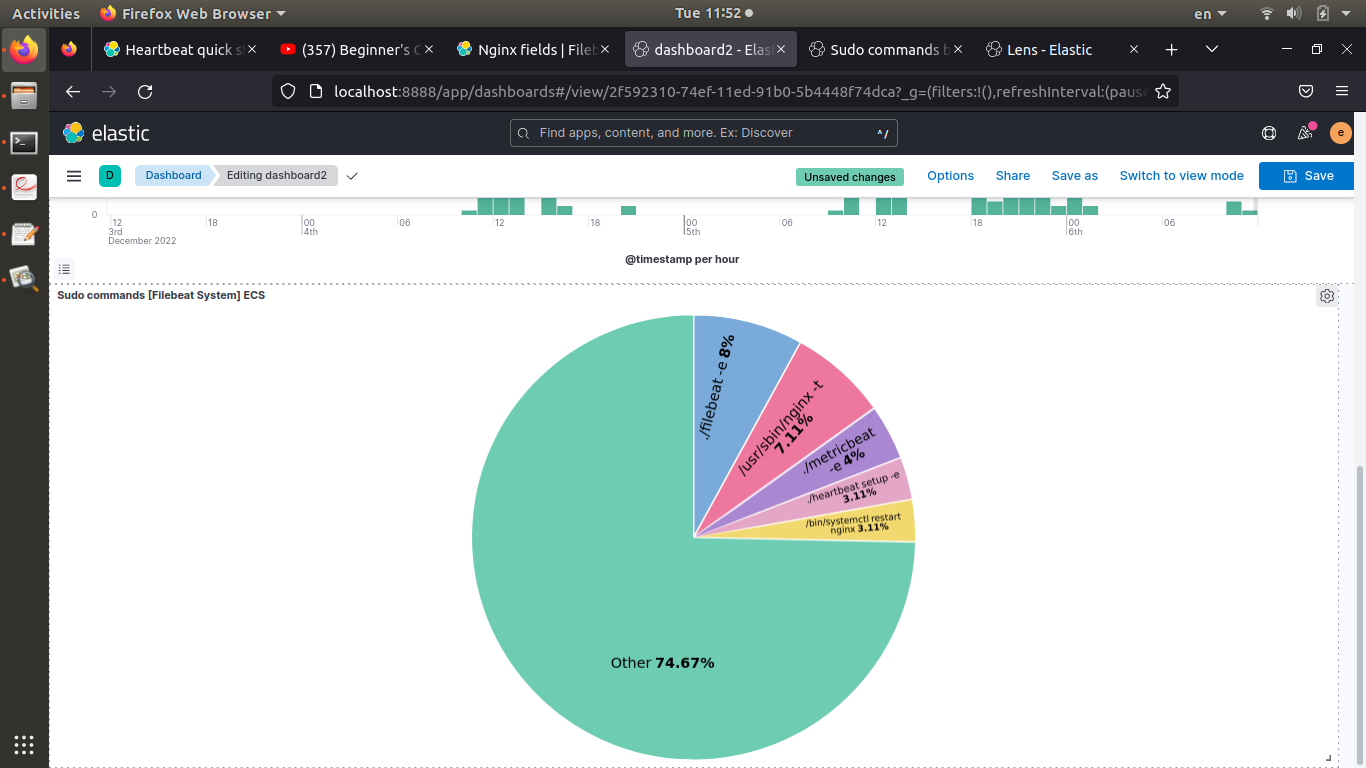 Activities Firefox Web Browser Tue 11:52 en
Heartbeat quick s (357) Beginner's C Nginx fields | Fileb dashboard2 - Elast Sudo commands b Lens - Elastic
localhost:8888/app/dashboards#/view/2f592310-74ef-11ed-91b0-5b4448f74dca?_g=(filters:!(),refreshInterval:(pause
elastic Find apps, content, and more. Ex: Discover ^/ e
D Dashboard Editing dashboard2 Unsaved changes Options Share Save as Switch to view mode Save
0
12 18 00 06 12 18 00 06 12 18 00 06
3rd 4th 5th 6th
December 2022
@timestamp per hour
Sudo commands [Filebeat System] ECS
./filebeat -e 8%
/usr/sbin/nginx -t
7.11%
./metricbeat
-e 4%
./heartbeat setup -e
3.11%
/bin/systemctl restart
nginx 3.11%
Other 74.67%